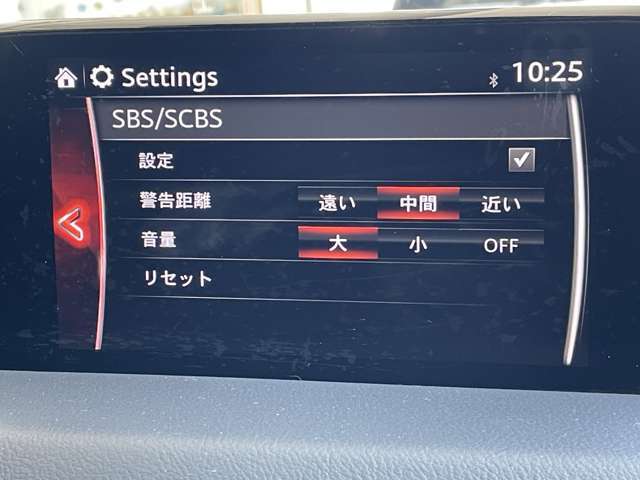 Settings 10:25
SBS/SCBS
設定
警告距離 遠い 中間 近い
音量 大 小 OFF
リセット